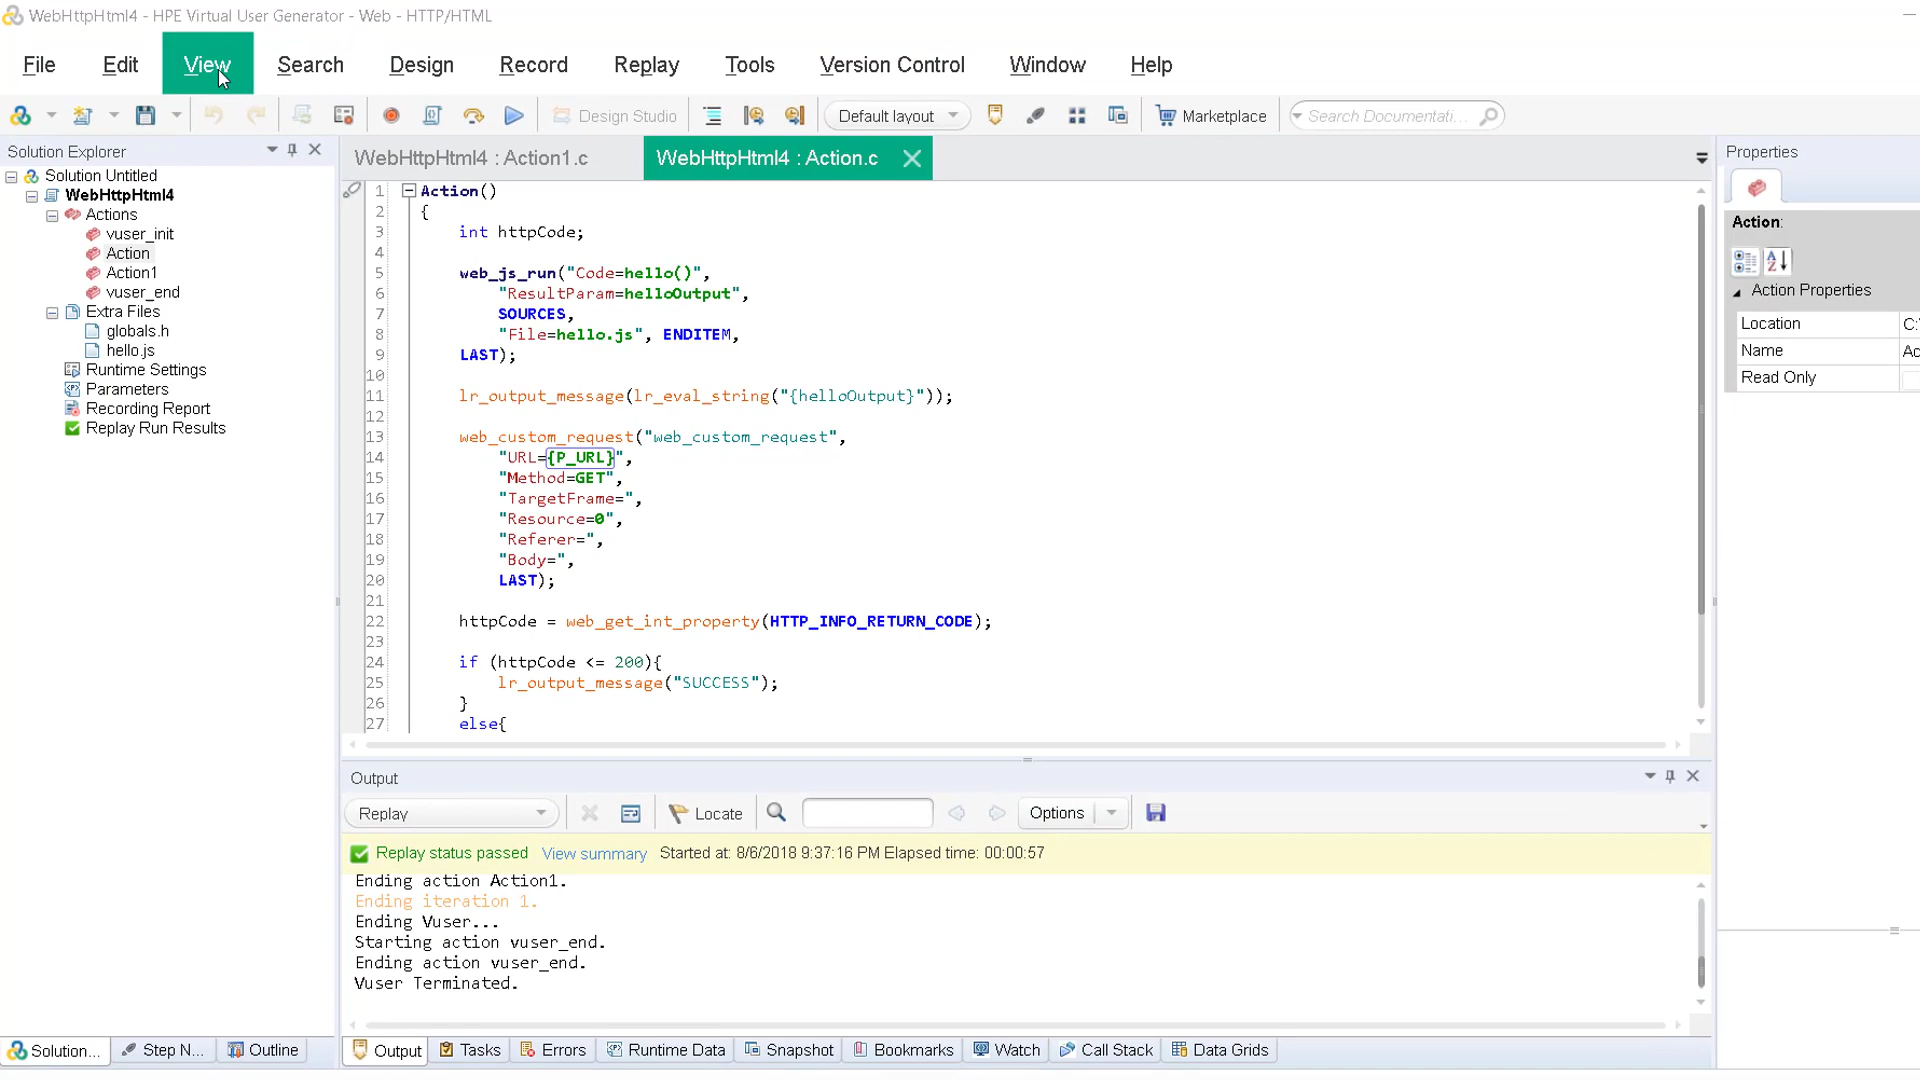 WebHttpHtml4 - HPE Virtual User Generator - Web - HTTP/HTML
File Edit View Search Design Record Replay Tools Version Control Window Help
Design Studio Default layout Marketplace Search Documentati...
Solution Explorer
Solution Untitled
WebHttpHtml4
Actions
vuser_init
Action
Action1
vuser_end
Extra Files
globals.h
hello.js
Runtime Settings
Parameters
Recording Report
Replay Run Results
Solution... Step N... Outline
WebHttpHtml4 : Action1.c WebHttpHtml4 : Action.c
1 Action()
2 {
3 int httpCode;
4
5 web_js_run("Code=hello()",
6 "ResultParam=helloOutput",
7 SOURCES,
8 "File=hello.js", ENDITEM,
9 LAST);
10
11 lr_output_message(lr_eval_string("{helloOutput}"));
12
13 web_custom_request("web_custom_request",
14 "URL={P_URL}",
15 "Method=GET",
16 "TargetFrame=",
17 "Resource=0",
18 "Referer=",
19 "Body=",
20 LAST);
21
22 httpCode = web_get_int_property(HTTP_INFO_RETURN_CODE);
23
24 if (httpCode <= 200){
25 lr_output_message("SUCCESS");
26 }
27 else{
Output
Replay Locate Options
Replay status passed View summary Started at: 8/6/2018 9:37:16 PM Elapsed time: 00:00:57
Ending action Action1.
Ending iteration 1.
Ending Vuser...
Starting action vuser_end.
Ending action vuser_end.
Vuser Terminated.
Output Tasks Errors Runtime Data Snapshot Bookmarks Watch Call Stack Data Grids
Properties
Action:
Action Properties
Location C:
Name Ac
Read Only